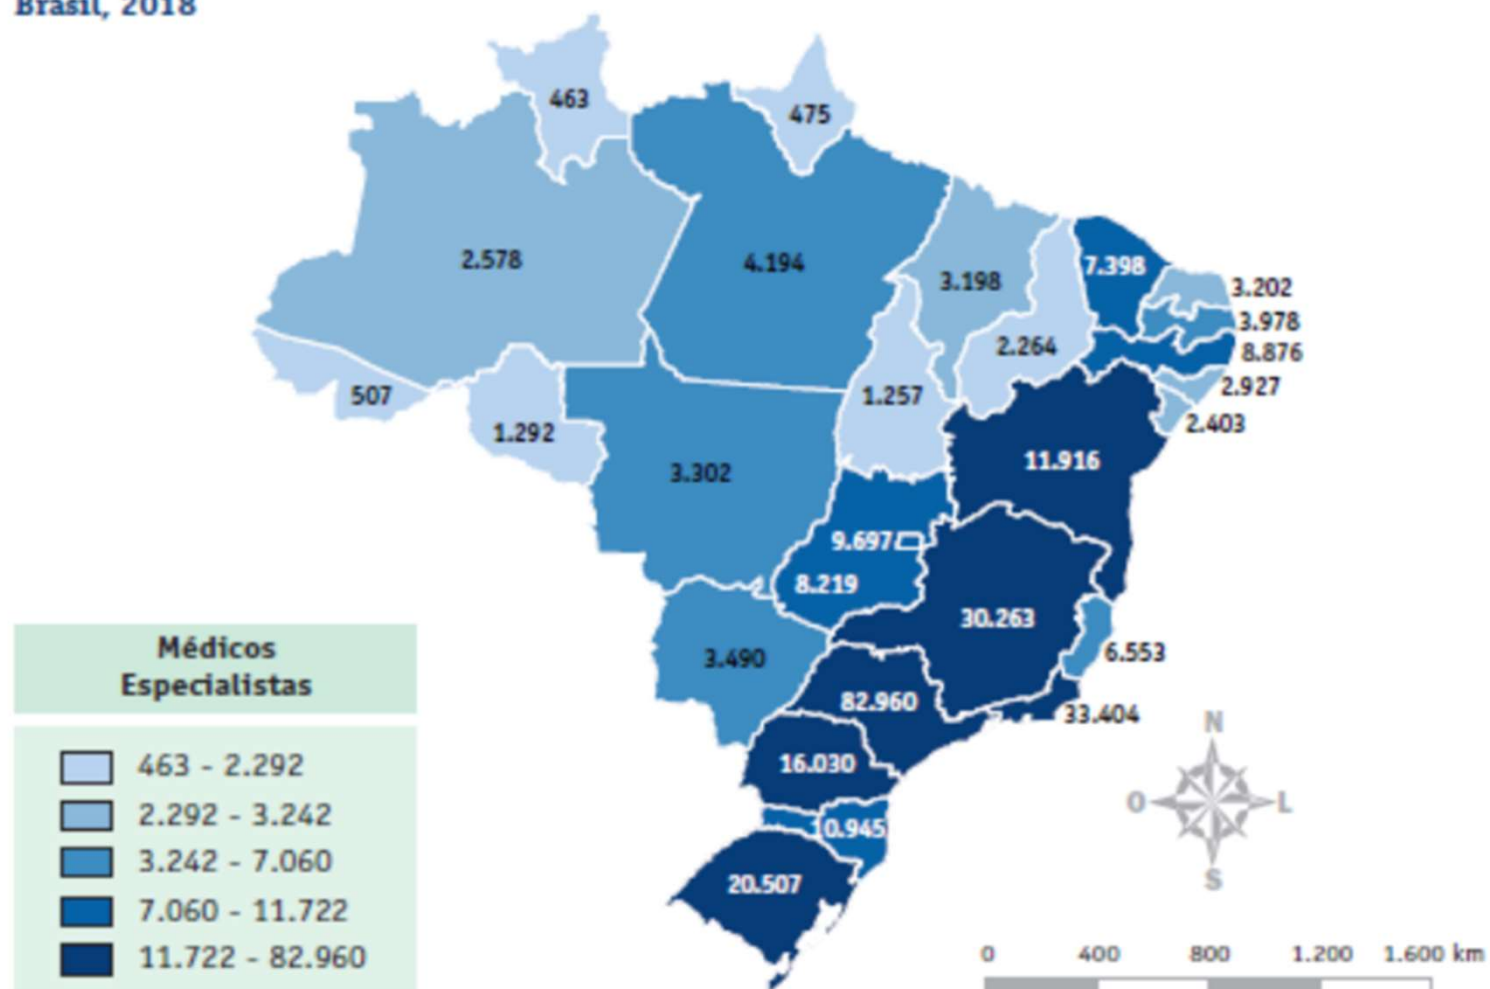 Brasil, 2018
463
475
2.578
4.194
3.198
7.398
3.202
3.978
2.264
8.876
2.927
507
1.257
2.403
1.292
11.916
3.302
9.697
8.219
30.263
3.490
6.553
82.960
33.404
16.030
10.945
20.507
Médicos
Especialistas
463 - 2.292
2.292 - 3.242
3.242 - 7.060
7.060 - 11.722
11.722 - 82.960
N
O
L
S
0 400 800 1.200 1.600 km